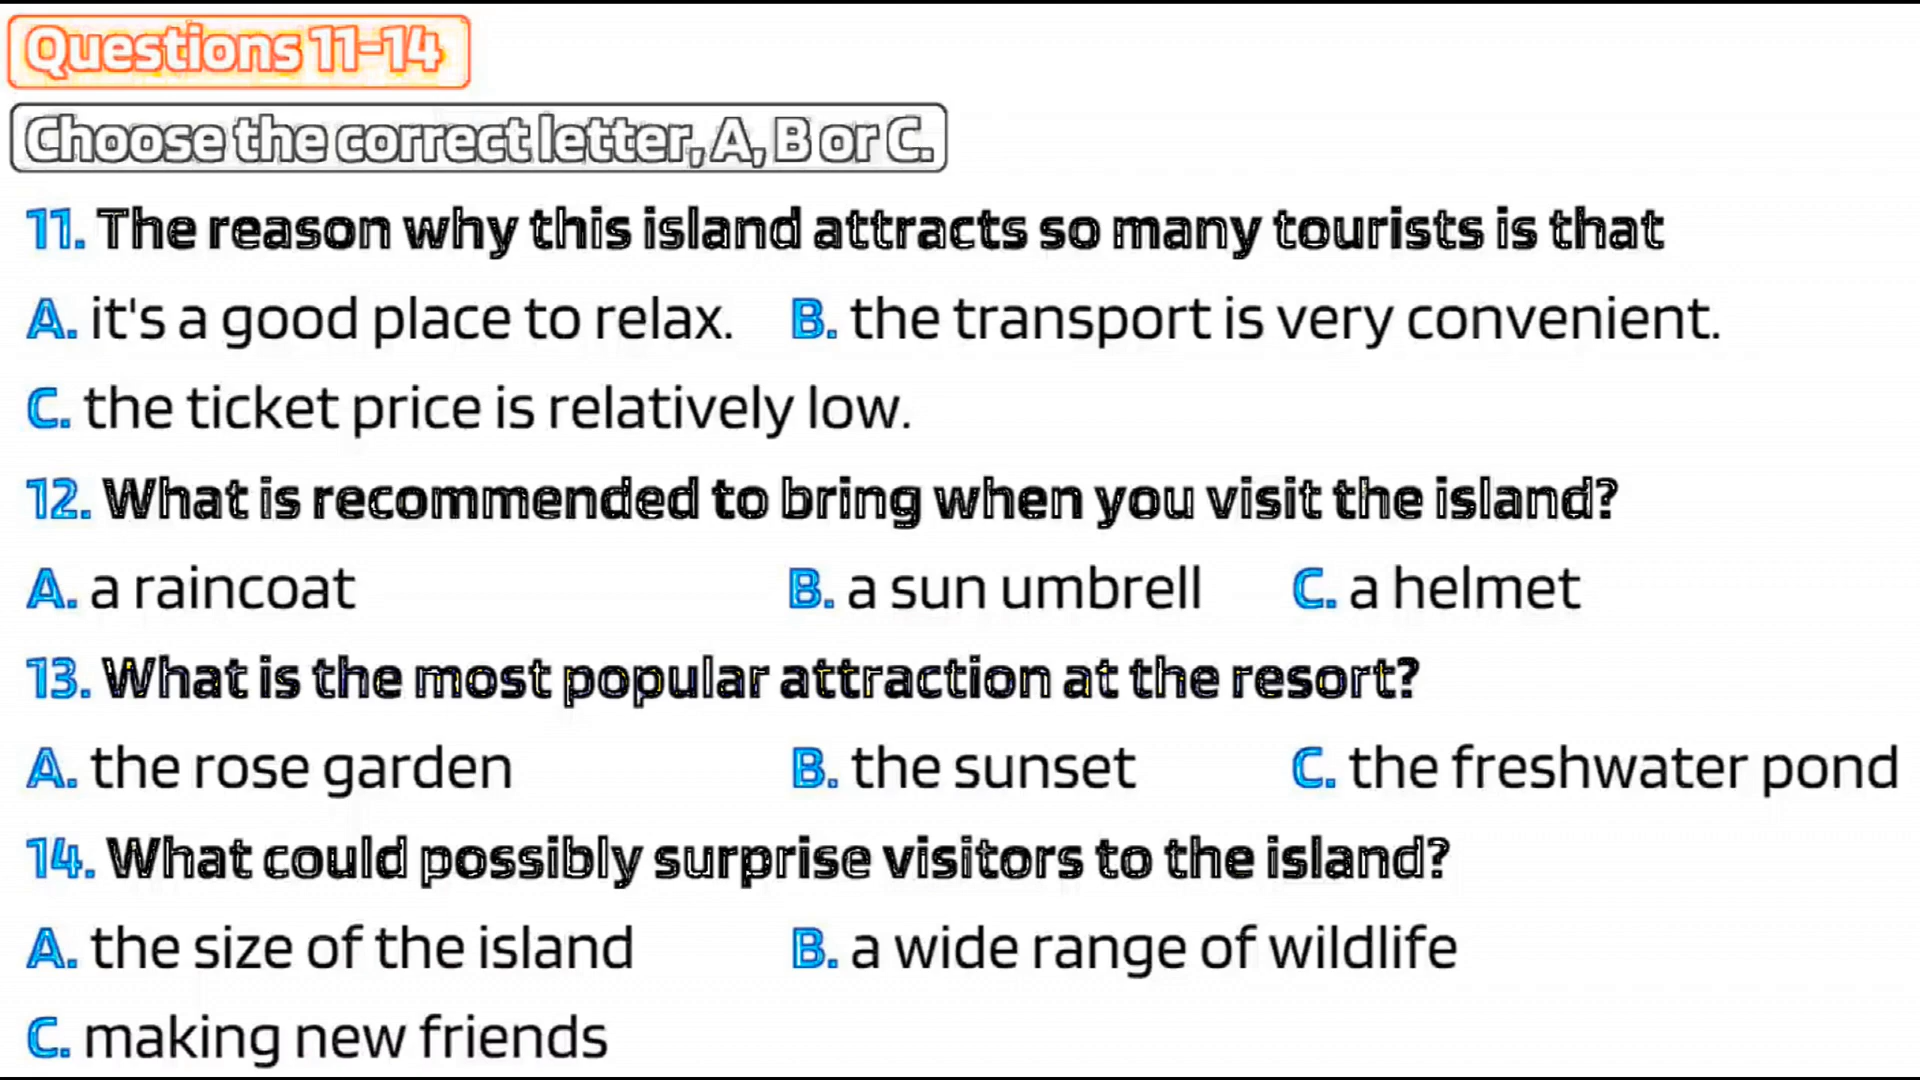 Questions 11-14
Choose the correct letter, A, B or C.
11. The reason why this island attracts so many tourists is that
A. it's a good place to relax. B. the transport is very convenient.
C. the ticket price is relatively low.
12. What is recommended to bring when you visit the island?
A. a raincoat B. a sun umbrell C. a helmet
13. What is the most popular attraction at the resort?
A. the rose garden B. the sunset C. the freshwater pond
14. What could possibly surprise visitors to the island?
A. the size of the island B. a wide range of wildlife
C. making new friends